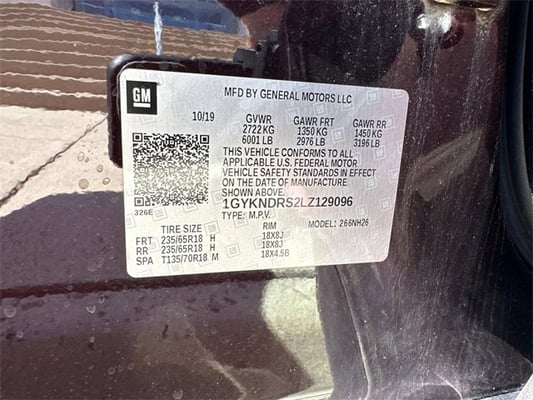 GM
MFD BY GENERAL MOTORS LLC
10/19 GVWR GAWR FRT GAWR RR
2722 KG 1350 KG 1450 KG
6001 LB 2976 LB 3196 LB
THIS VEHICLE CONFORMS TO ALL
APPLICABLE U.S. FEDERAL MOTOR
VEHICLE SAFETY STANDARDS IN EFFECT
ON THE DATE OF MANUFACTURE.
1GYKNDRS2LZ129096
326E TYPE: M.P.V. MODEL: 266NH26
TIRE SIZE RIM
FRT 235/65R18 H 18X8J
RR 235/65R18 H 18X8J
SPA T135/70R18 M 18X4.5B